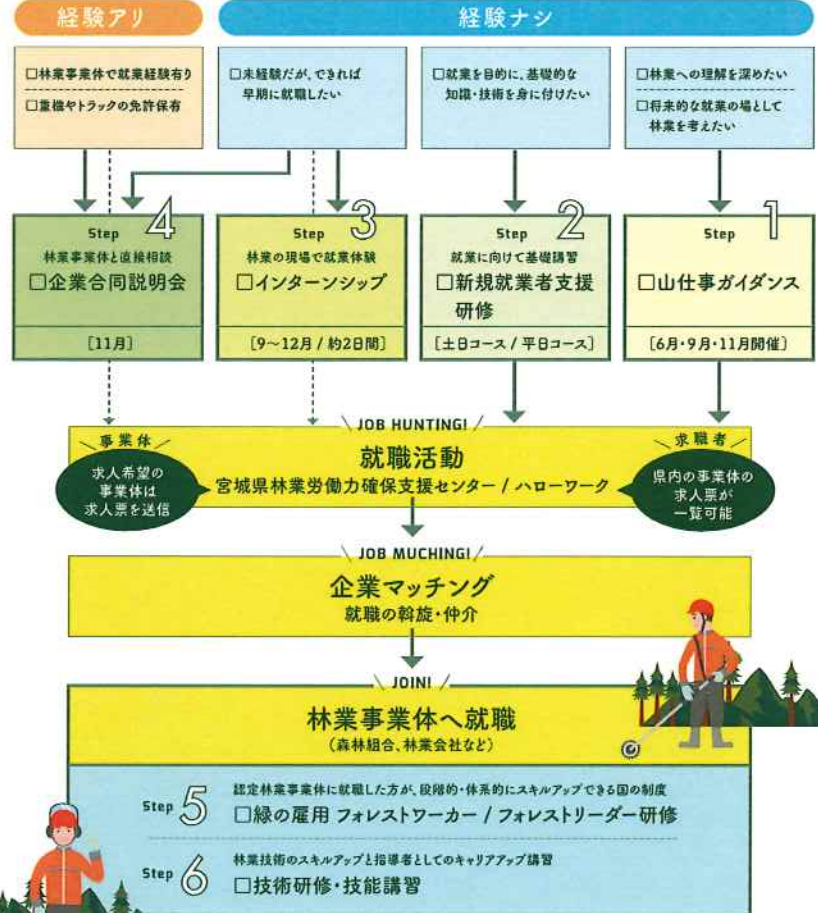 経験アリ
経験ナシ
□林業事業体で就業経験有り
□重機やトラックの免許保有
□未経験だが、できれば
早期に就職したい
□就業を目的に、基礎的な
知識・技術を身に付けたい
□林業への理解を深めたい
□将来的な就業の場として
林業を考えたい
Step 4
林業事業体と直接相談
□企業合同説明会
[11月]
Step 3
林業の現場で就業体験
□インターンシップ
[9～12月 / 約2日間]
Step 2
就業に向けて基礎講習
□新規就業者支援
研修
[土日コース / 平日コース]
Step 1
□山仕事ガイダンス
[6月・9月・11月開催]
JOB HUNTING!
就職活動
宮城県林業労働力確保支援センター / ハローワーク
事業体
求人希望の
事業体は
求人票を送信
求職者
県内の事業体の
求人票が
一覧可能
JOB MUCHING!
企業マッチング
就職の斡旋・仲介
JOIN!
林業事業体へ就職
(森林組合、林業会社など)
Step 5
認定林業事業体に就職した方が、段階的・体系的にスキルアップできる国の制度
□緑の雇用 フォレストワーカー / フォレストリーダー研修
Step 6
林業技術のスキルアップと指導者としてのキャリアアップ講習
□技術研修・技能講習